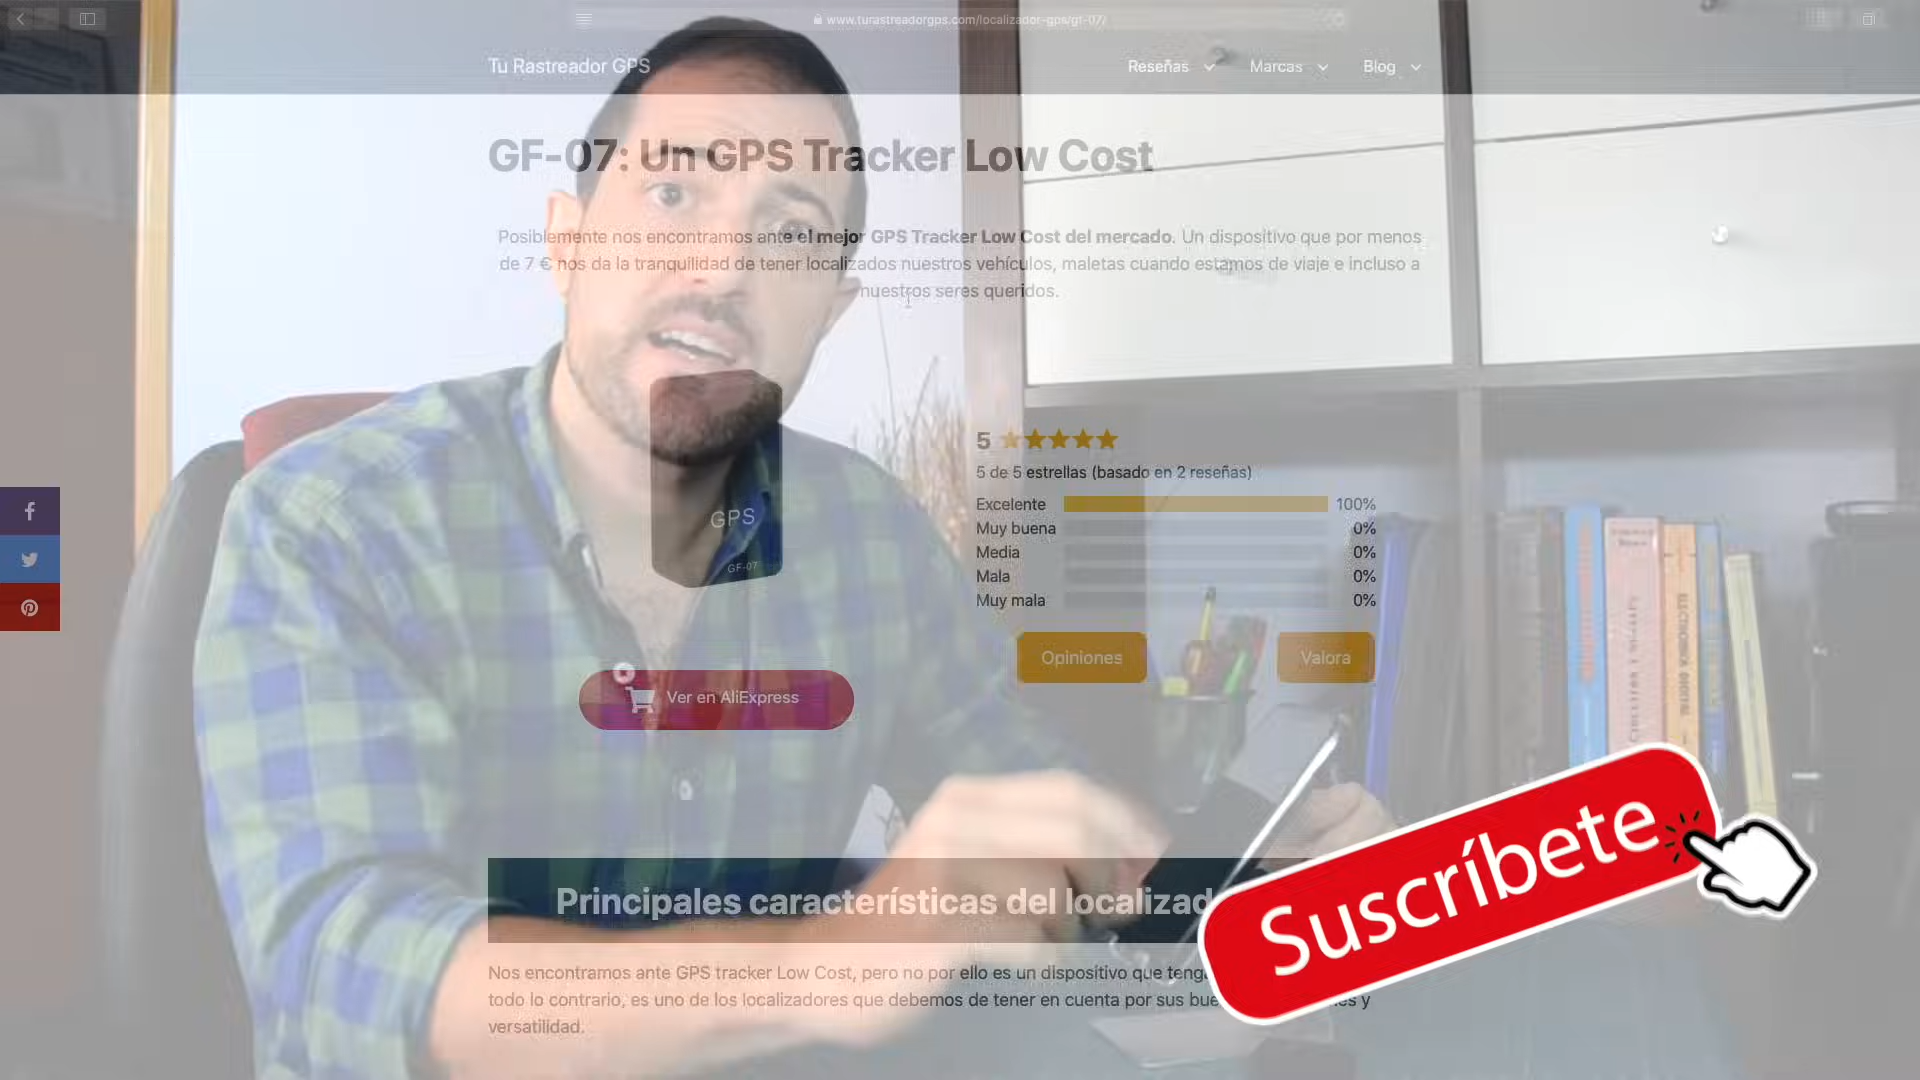 www.turastreadorgps.com/localizador-gps/gf-07/
Tu Rastreador GPS
Reseñas
Marcas
Blog
GF-07: Un GPS Tracker Low Cost
Posiblemente nos encontramos ante el mejor GPS Tracker Low Cost del mercado. Un dispositivo que por menos
de 7 € nos da la tranquilidad de tener localizados nuestros vehículos, maletas cuando estamos de viaje e incluso a
nuestros seres queridos.
GPS
GF-07
Ver en AliExpress
5
5 de 5 estrellas (basado en 2 reseñas)
Excelente 100%
Muy buena 0%
Media 0%
Mala 0%
Muy mala 0%
Opiniones
Valora
Principales características del localizad
Nos encontramos ante GPS tracker Low Cost, pero no por ello es un dispositivo que teng
todo lo contrario, es uno de los localizadores que debemos de tener en cuenta por sus bue es y
versatilidad.
Suscríbete